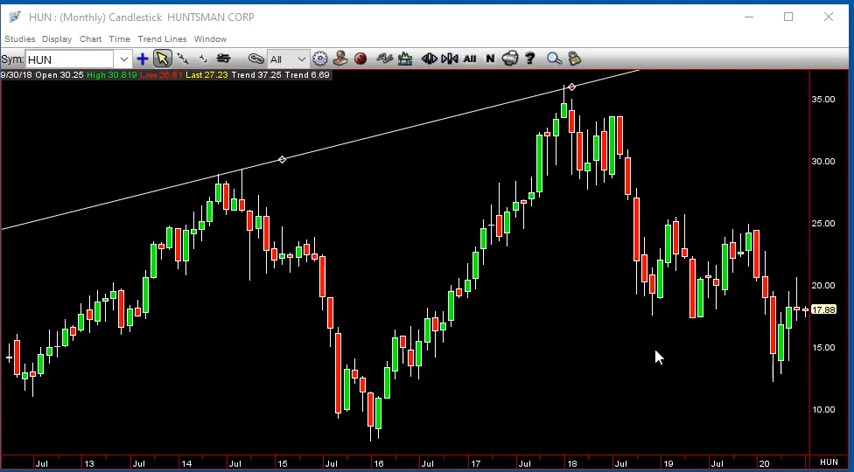 HUN : (Monthly) Candlestick HUNTSMAN CORP
Studies Display Chart Time Trend Lines Window
Sym: HUN All All N ?
9/30/18 Open 30.25 High 30.819 Low 26.81 Last 27.23 Trend 37.25 Trend 6.69
35.00
30.00
25.00
20.00
17.88
15.00
10.00
Jul 13 Jul 14 Jul 15 Jul 16 Jul 17 Jul 18 Jul 19 Jul 20 HUN